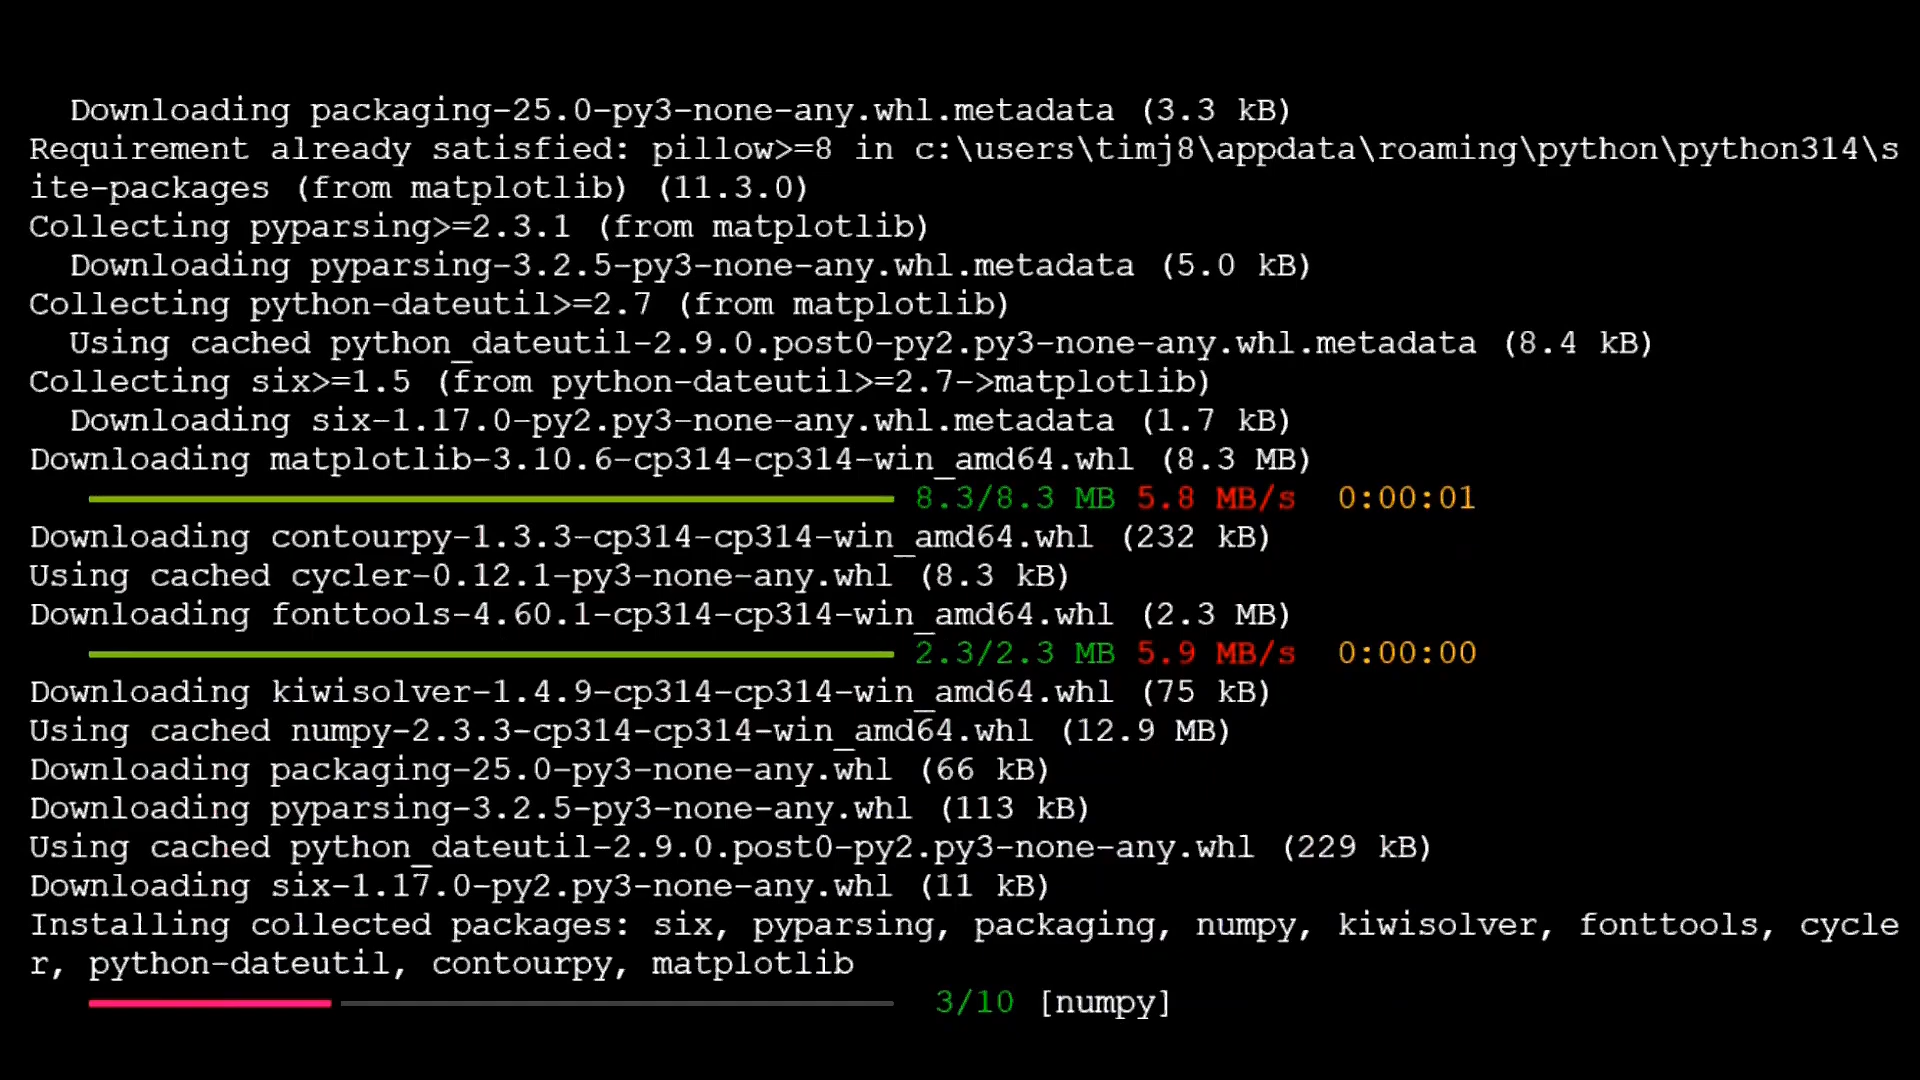 Downloading packaging-25.0-py3-none-any.whl.metadata (3.3 kB)
Requirement already satisfied: pillow>=8 in c:\users\timj8\appdata\roaming\python\python314\s
ite-packages (from matplotlib) (11.3.0)
Collecting pyparsing>=2.3.1 (from matplotlib)
Downloading pyparsing-3.2.5-py3-none-any.whl.metadata (5.0 kB)
Collecting python-dateutil>=2.7 (from matplotlib)
Using cached python_dateutil-2.9.0.post0-py2.py3-none-any.whl.metadata (8.4 kB)
Collecting six>=1.5 (from python-dateutil>=2.7->matplotlib)
Downloading six-1.17.0-py2.py3-none-any.whl.metadata (1.7 kB)
Downloading matplotlib-3.10.6-cp314-cp314-win_amd64.whl (8.3 MB)
8.3/8.3 MB 5.8 MB/s 0:00:01
Downloading contourpy-1.3.3-cp314-cp314-win_amd64.whl (232 kB)
Using cached cycler-0.12.1-py3-none-any.whl (8.3 kB)
Downloading fonttools-4.60.1-cp314-cp314-win_amd64.whl (2.3 MB)
2.3/2.3 MB 5.9 MB/s 0:00:00
Downloading kiwisolver-1.4.9-cp314-cp314-win_amd64.whl (75 kB)
Using cached numpy-2.3.3-cp314-cp314-win_amd64.whl (12.9 MB)
Downloading packaging-25.0-py3-none-any.whl (66 kB)
Downloading pyparsing-3.2.5-py3-none-any.whl (113 kB)
Using cached python_dateutil-2.9.0.post0-py2.py3-none-any.whl (229 kB)
Downloading six-1.17.0-py2.py3-none-any.whl (11 kB)
Installing collected packages: six, pyparsing, packaging, numpy, kiwisolver, fonttools, cycle
r, python-dateutil, contourpy, matplotlib
3/10 [numpy]